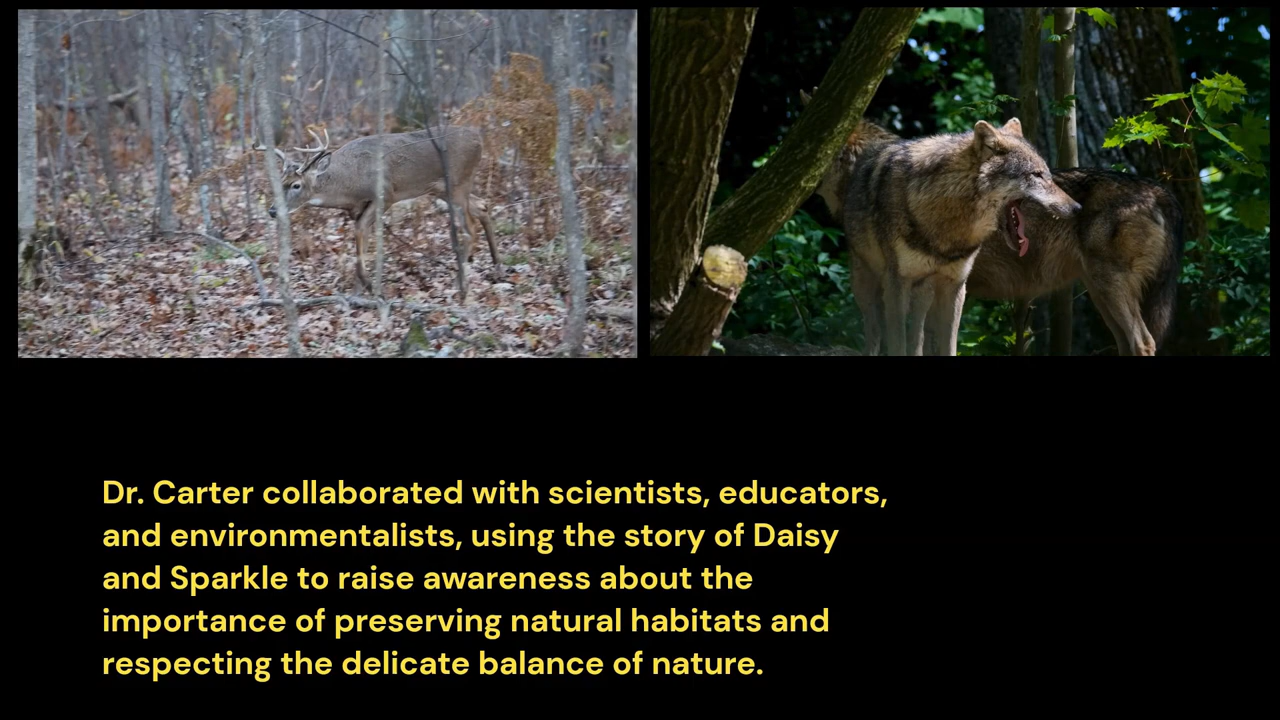 Dr. Carter collaborated with scientists, educators,
and environmentalists, using the story of Daisy
and Sparkle to raise awareness about the
importance of preserving natural habitats and
respecting the delicate balance of nature.